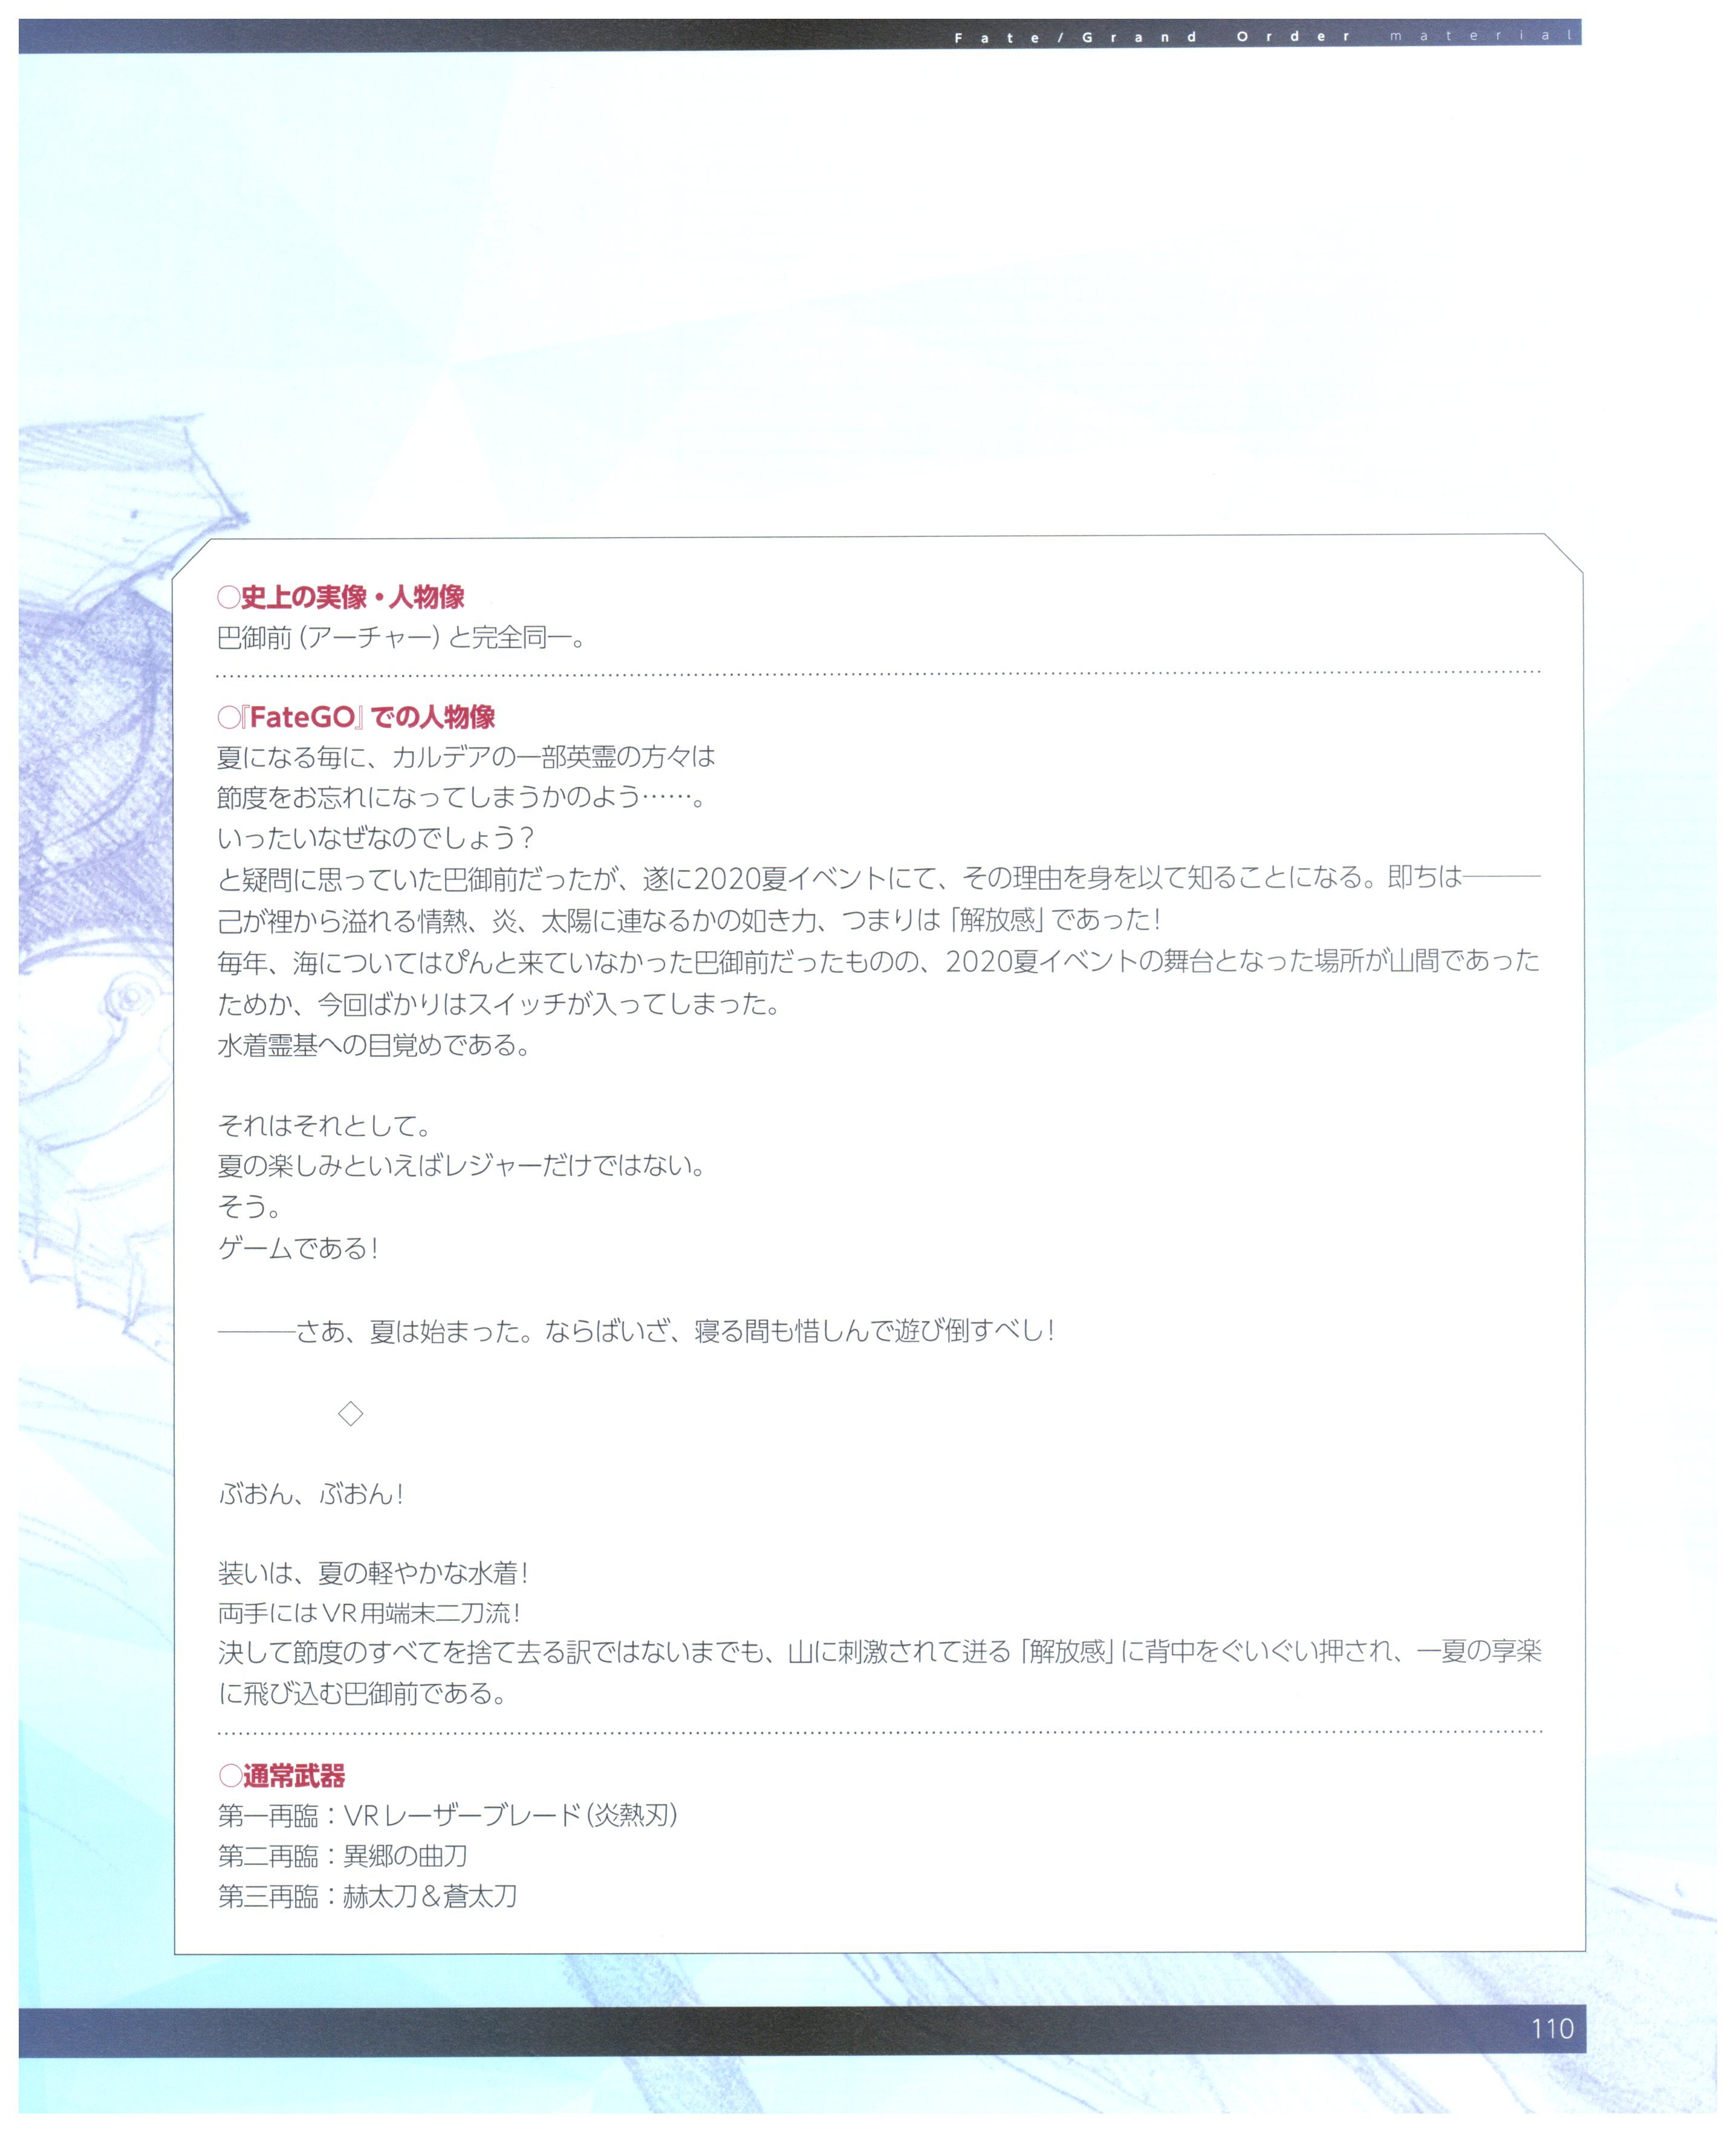 Fate/Grand Order material
○史上の実像・人物像
巴御前(アーチャー)と完全同一。
○『FateGO』での人物像
夏になる毎に、カルデアの一部英霊の方々は
節度をお忘れになってしまうかのよう……。
いったいなぜなのでしょう?
と疑問に思っていた巴御前だったが、遂に2020夏イベントにて、その理由を身を以て知ることになる。即ちは―――
己が裡から溢れる情熱、炎、太陽に連なるかの如き力、つまりは「解放感」であった!
毎年、海についてはぴんと来ていなかった巴御前だったものの、2020夏イベントの舞台となった場所が山間であった
ためか、今回ばかりはスイッチが入ってしまった。
水着霊基への目覚めである。
それはそれとして。
夏の楽しみといえばレジャーだけではない。
そう。
ゲームである!
―――さあ、夏は始まった。ならばいざ、寝る間も惜しんで遊び倒すべし!
◇
ぶおん、ぶおん!
装いは、夏の軽やかな水着!
両手にはVR用端末二刀流!
決して節度のすべてを捨て去る訳ではないまでも、山に刺激されて迸る「解放感」に背中をぐいぐい押され、一夏の享楽
に飛び込む巴御前である。
○通常武器
第一再臨:VRレーザーブレード(炎熱刃)
第二再臨:異郷の曲刀
第三再臨:赫太刀&蒼太刀
110